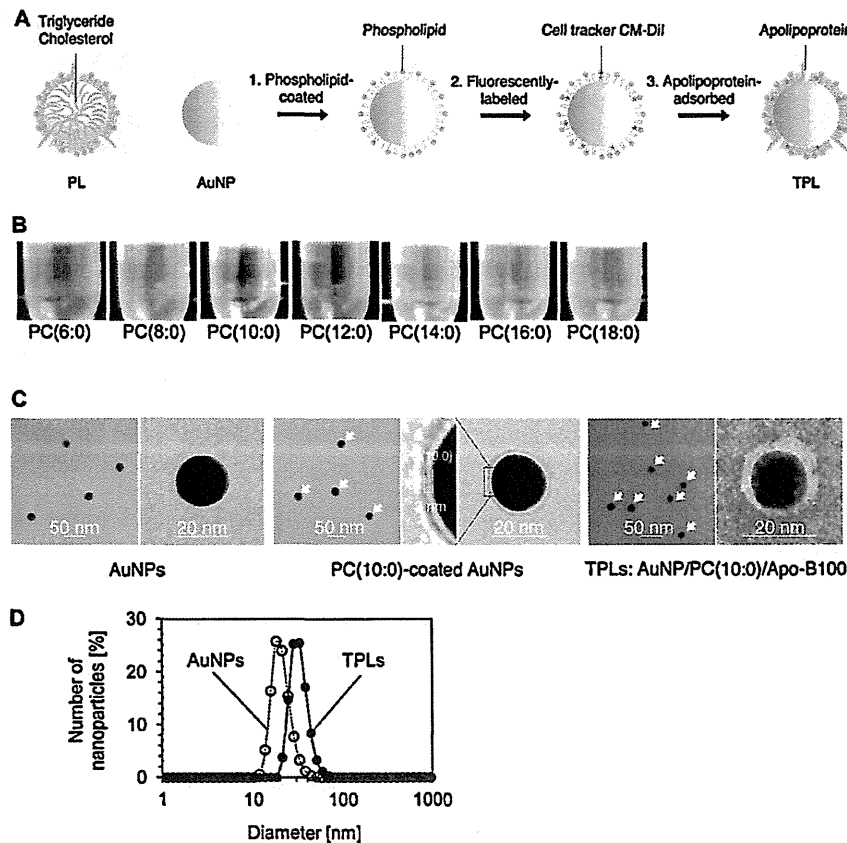 A
Triglyceride
Cholesterol
PL
AuNP
1. Phospholipid-
coated
Phospholipid
2. Fluorescently-
labeled
Cell tracker CM-DiI
3. Apolipoprotein-
adsorbed
Apolipoprotein
TPL
B
PC(6:0)
PC(8:0)
PC(10:0)
PC(12:0)
PC(14:0)
PC(16:0)
PC(18:0)
C
50 nm
20 nm
50 nm
nm
20 nm
50 nm
20 nm
AuNPs
PC(10:0)-coated AuNPs
TPLs: AuNP/PC(10:0)/Apo-B100
D
Number of
nanoparticles [%]
30
20
10
0
AuNPs
TPLs
1
10
100
1000
Diameter [nm]